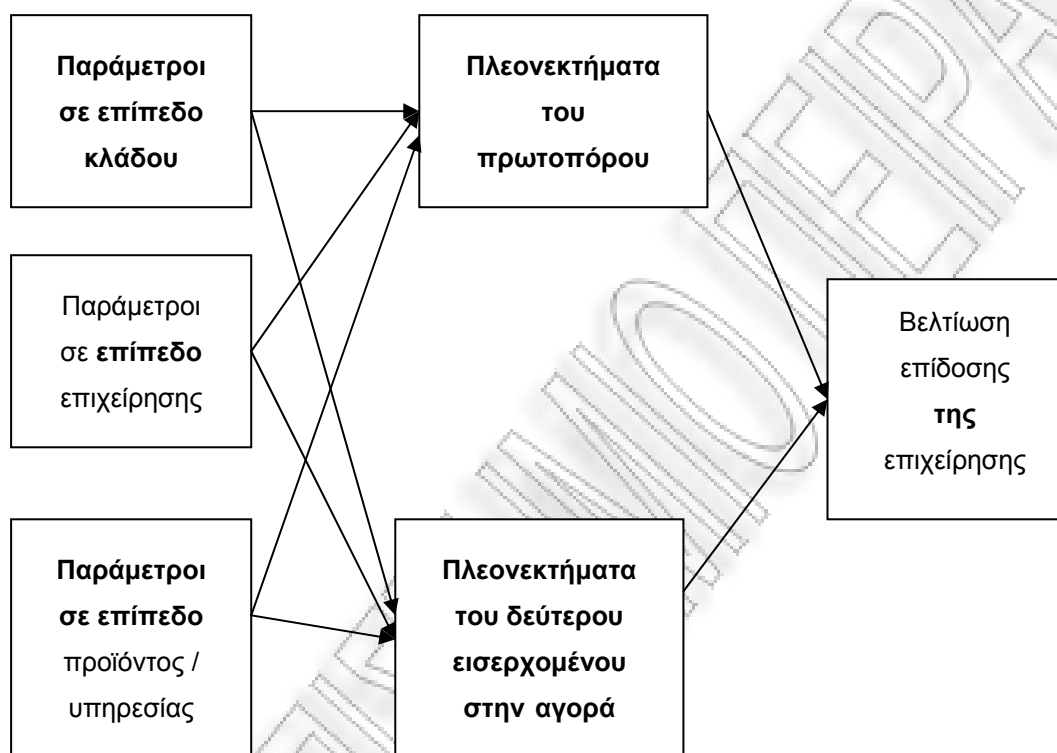 Παράμετροι
σε επίπεδο
κλάδου
Πλεονεκτήματα
του
πρωτοπόρου
Παράμετροι
σε επίπεδο
επιχείρησης
Βελτίωση
επίδοσης
της
επιχείρησης
Παράμετροι
σε επίπεδο
προϊόντος /
υπηρεσίας
Πλεονεκτήματα
του δεύτερου
εισερχομένου
στην αγορά